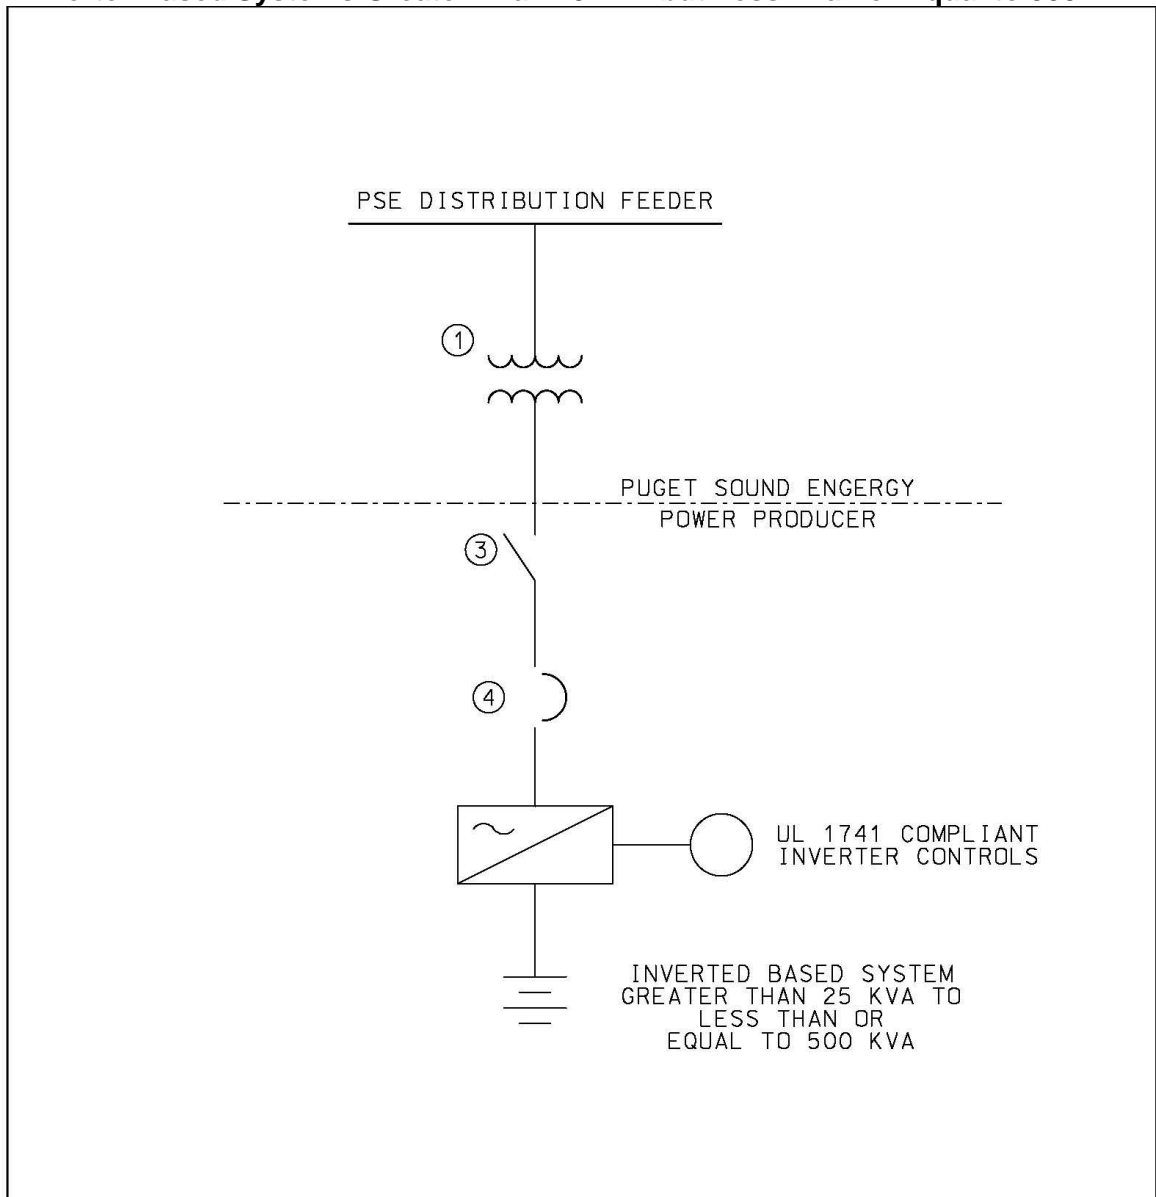 PSE DISTRIBUTION FEEDER
1
PUGET SOUND ENGERGY
POWER PRODUCER
3
4
UL 1741 COMPLIANT
INVERTER CONTROLS
INVERTED BASED SYSTEM
GREATER THAN 25 KVA TO
LESS THAN OR
EQUAL TO 500 KVA